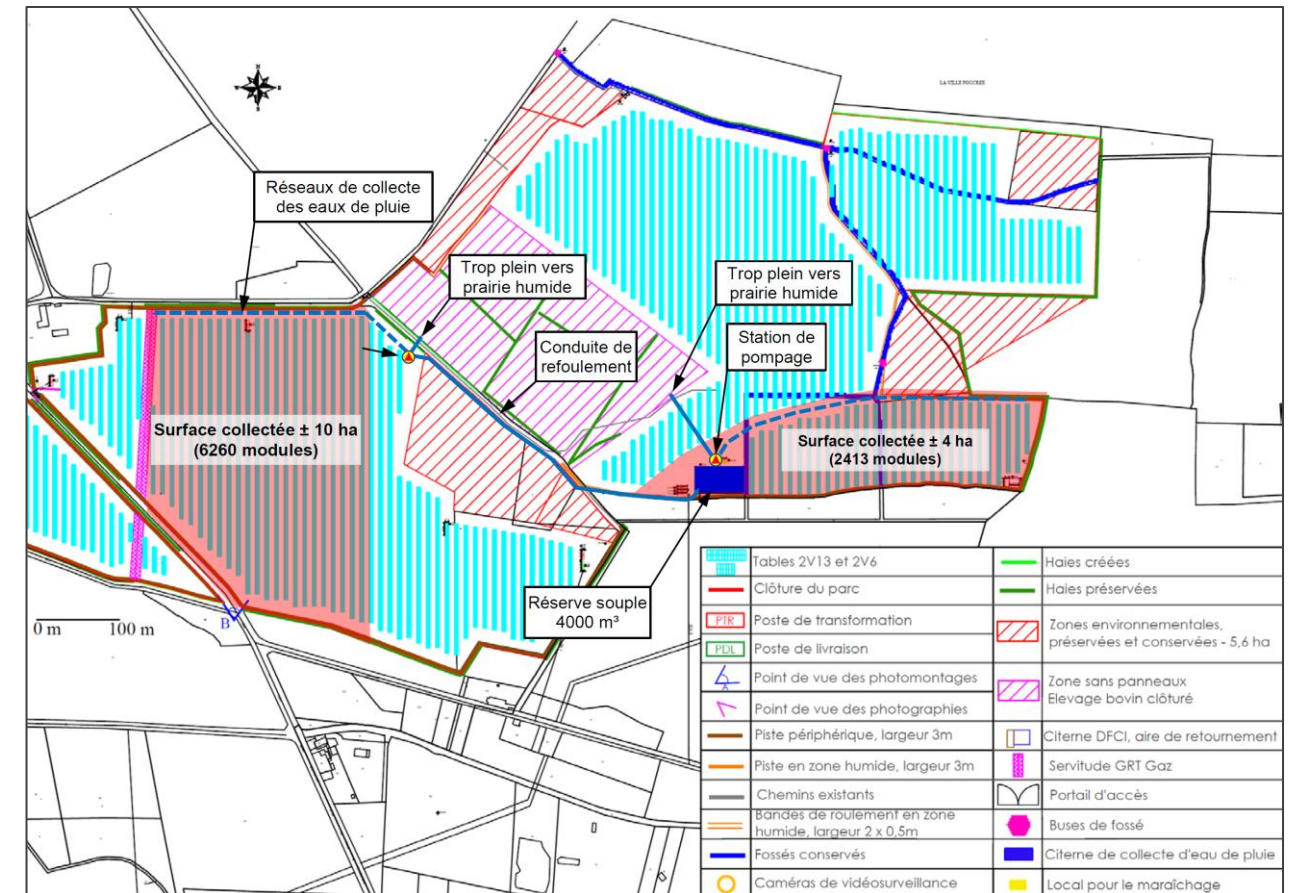 LA VILLE POCCREE
Réseaux de collecte
des eaux de pluie
Trop plein vers
prairie humide
Trop plein vers
prairie humide
Conduite de
refoulement
Station de
pompage
Surface collectée ± 10 ha
(6260 modules)
Surface collectée ± 4 ha
(2413 modules)
Réserve souple
4000 m³
B
0 m 100 m
Tables 2V13 et 2V6
Clôture du parc
PTR Poste de transformation
PDL Poste de livraison
Point de vue des photomontages
Point de vue des photographies
Piste périphérique, largeur 3m
Piste en zone humide, largeur 3m
Chemins existants
Bandes de roulement en zone
humide, largeur 2 x 0,5m
Fossés conservés
Caméras de vidéosurveillance
Haies créées
Haies préservées
Zones environnementales,
préservées et conservées - 5,6 ha
Zone sans panneaux
Elevage bovin clôturé
Citerne DFCI, aire de retournement
Servitude GRT Gaz
Portail d'accès
Buses de fossé
Citerne de collecte d'eau de pluie
Local pour le maraîchage